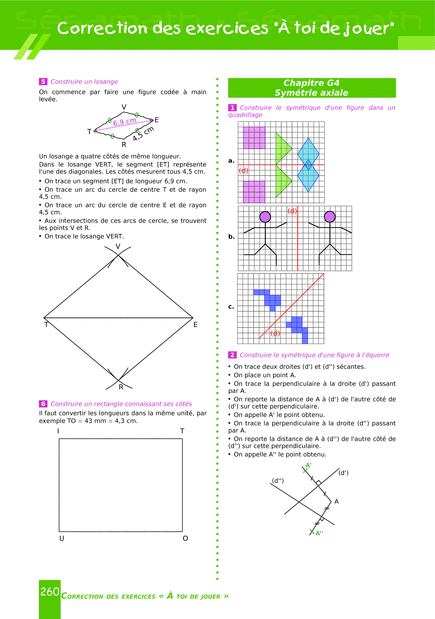 Correction des exercices "À toi de jouer"
5 Construire un losange
On commence par faire une figure codée à main
levée.
V
6,9 cm
E
T
4,5 cm
R
Un losange a quatre côtés de même longueur.
Dans le losange VERT, le segment [ET] représente
l'une des diagonales. Les côtés mesurent tous 4,5 cm.
• On trace un segment [ET] de longueur 6,9 cm.
• On trace un arc du cercle de centre T et de rayon
4,5 cm.
• On trace un arc du cercle de centre E et de rayon
4,5 cm.
• Aux intersections de ces arcs de cercle, se trouvent
les points V et R.
• On trace le losange VERT.
V
T
E
R
6 Construire un rectangle connaissant ses côtés
Il faut convertir les longueurs dans la même unité, par
exemple TO = 43 mm = 4,3 cm.
I
T
U
O
Chapitre G4
Symétrie axiale
1 Construire le symétrique d'une figure dans un
quadrillage
a.
(d)
b.
(d)
c.
(d)
2 Construire le symétrique d'une figure à l'équerre
• On trace deux droites (d') et (d'') sécantes.
• On place un point A.
• On trace la perpendiculaire à la droite (d') passant
par A.
• On reporte la distance de A à (d') de l'autre côté de
(d') sur cette perpendiculaire.
• On appelle A' le point obtenu.
• On trace la perpendiculaire à la droite (d'') passant
par A.
• On reporte la distance de A à (d'') de l'autre côté de
(d'') sur cette perpendiculaire.
• On appelle A'' le point obtenu.
A'
(d')
(d'')
A
A''
260
CORRECTION DES EXERCICES « À TOI DE JOUER »